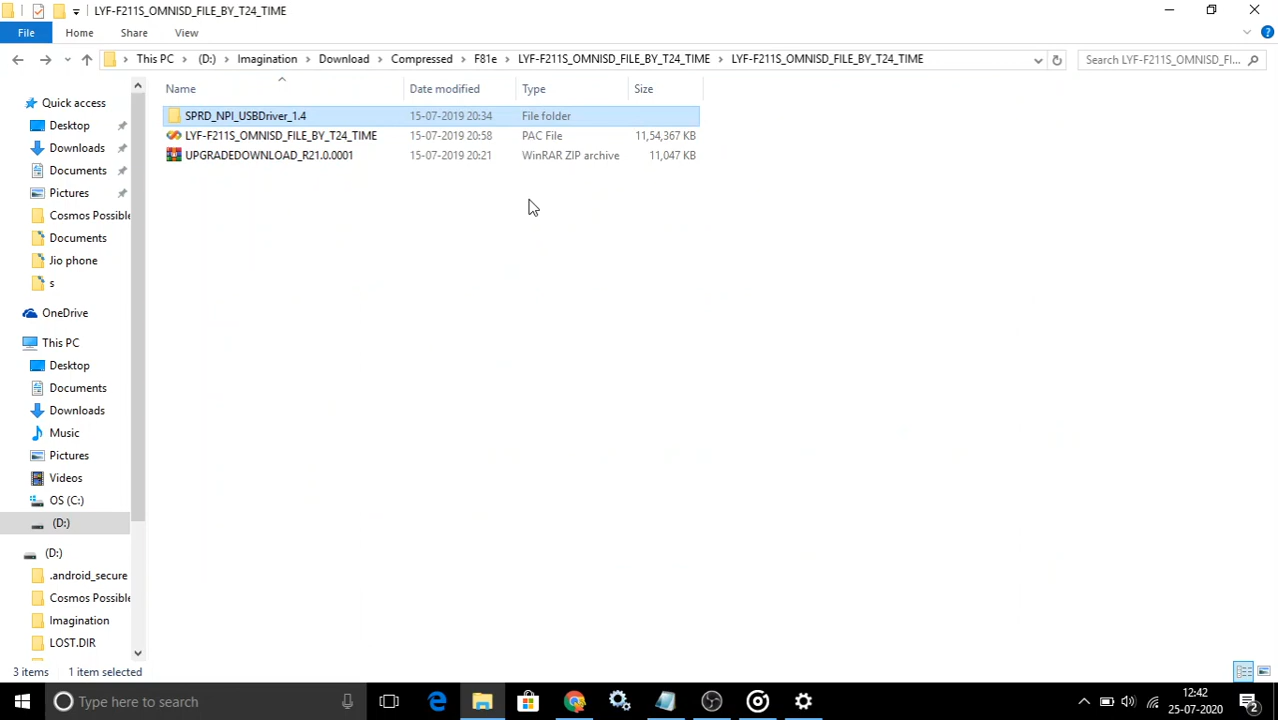 LYF-F211S_OMNISD_FILE_BY_T24_TIME
File Home Share View
This PC (D:) Imagination Download Compressed F81e LYF-F211S_OMNISD_FILE_BY_T24_TIME LYF-F211S_OMNISD_FILE_BY_T24_TIME
Search LYF-F211S_OMNISD_FI...
Name Date modified Type Size
SPRD_NPI_USBDriver_1.4 15-07-2019 20:34 File folder
LYF-F211S_OMNISD_FILE_BY_T24_TIME 15-07-2019 20:58 PAC File 11,54,367 KB
UPGRADEDOWNLOAD_R21.0.0001 15-07-2019 20:21 WinRAR ZIP archive 11,047 KB
Quick access
Desktop
Downloads
Documents
Pictures
Cosmos Possible
Documents
Jio phone
s
OneDrive
This PC
Desktop
Documents
Downloads
Music
Pictures
Videos
OS (C:)
(D:)
(D:)
.android_secure
Cosmos Possible
Imagination
LOST.DIR
3 items 1 item selected
Type here to search
12:42
25-07-2020
2